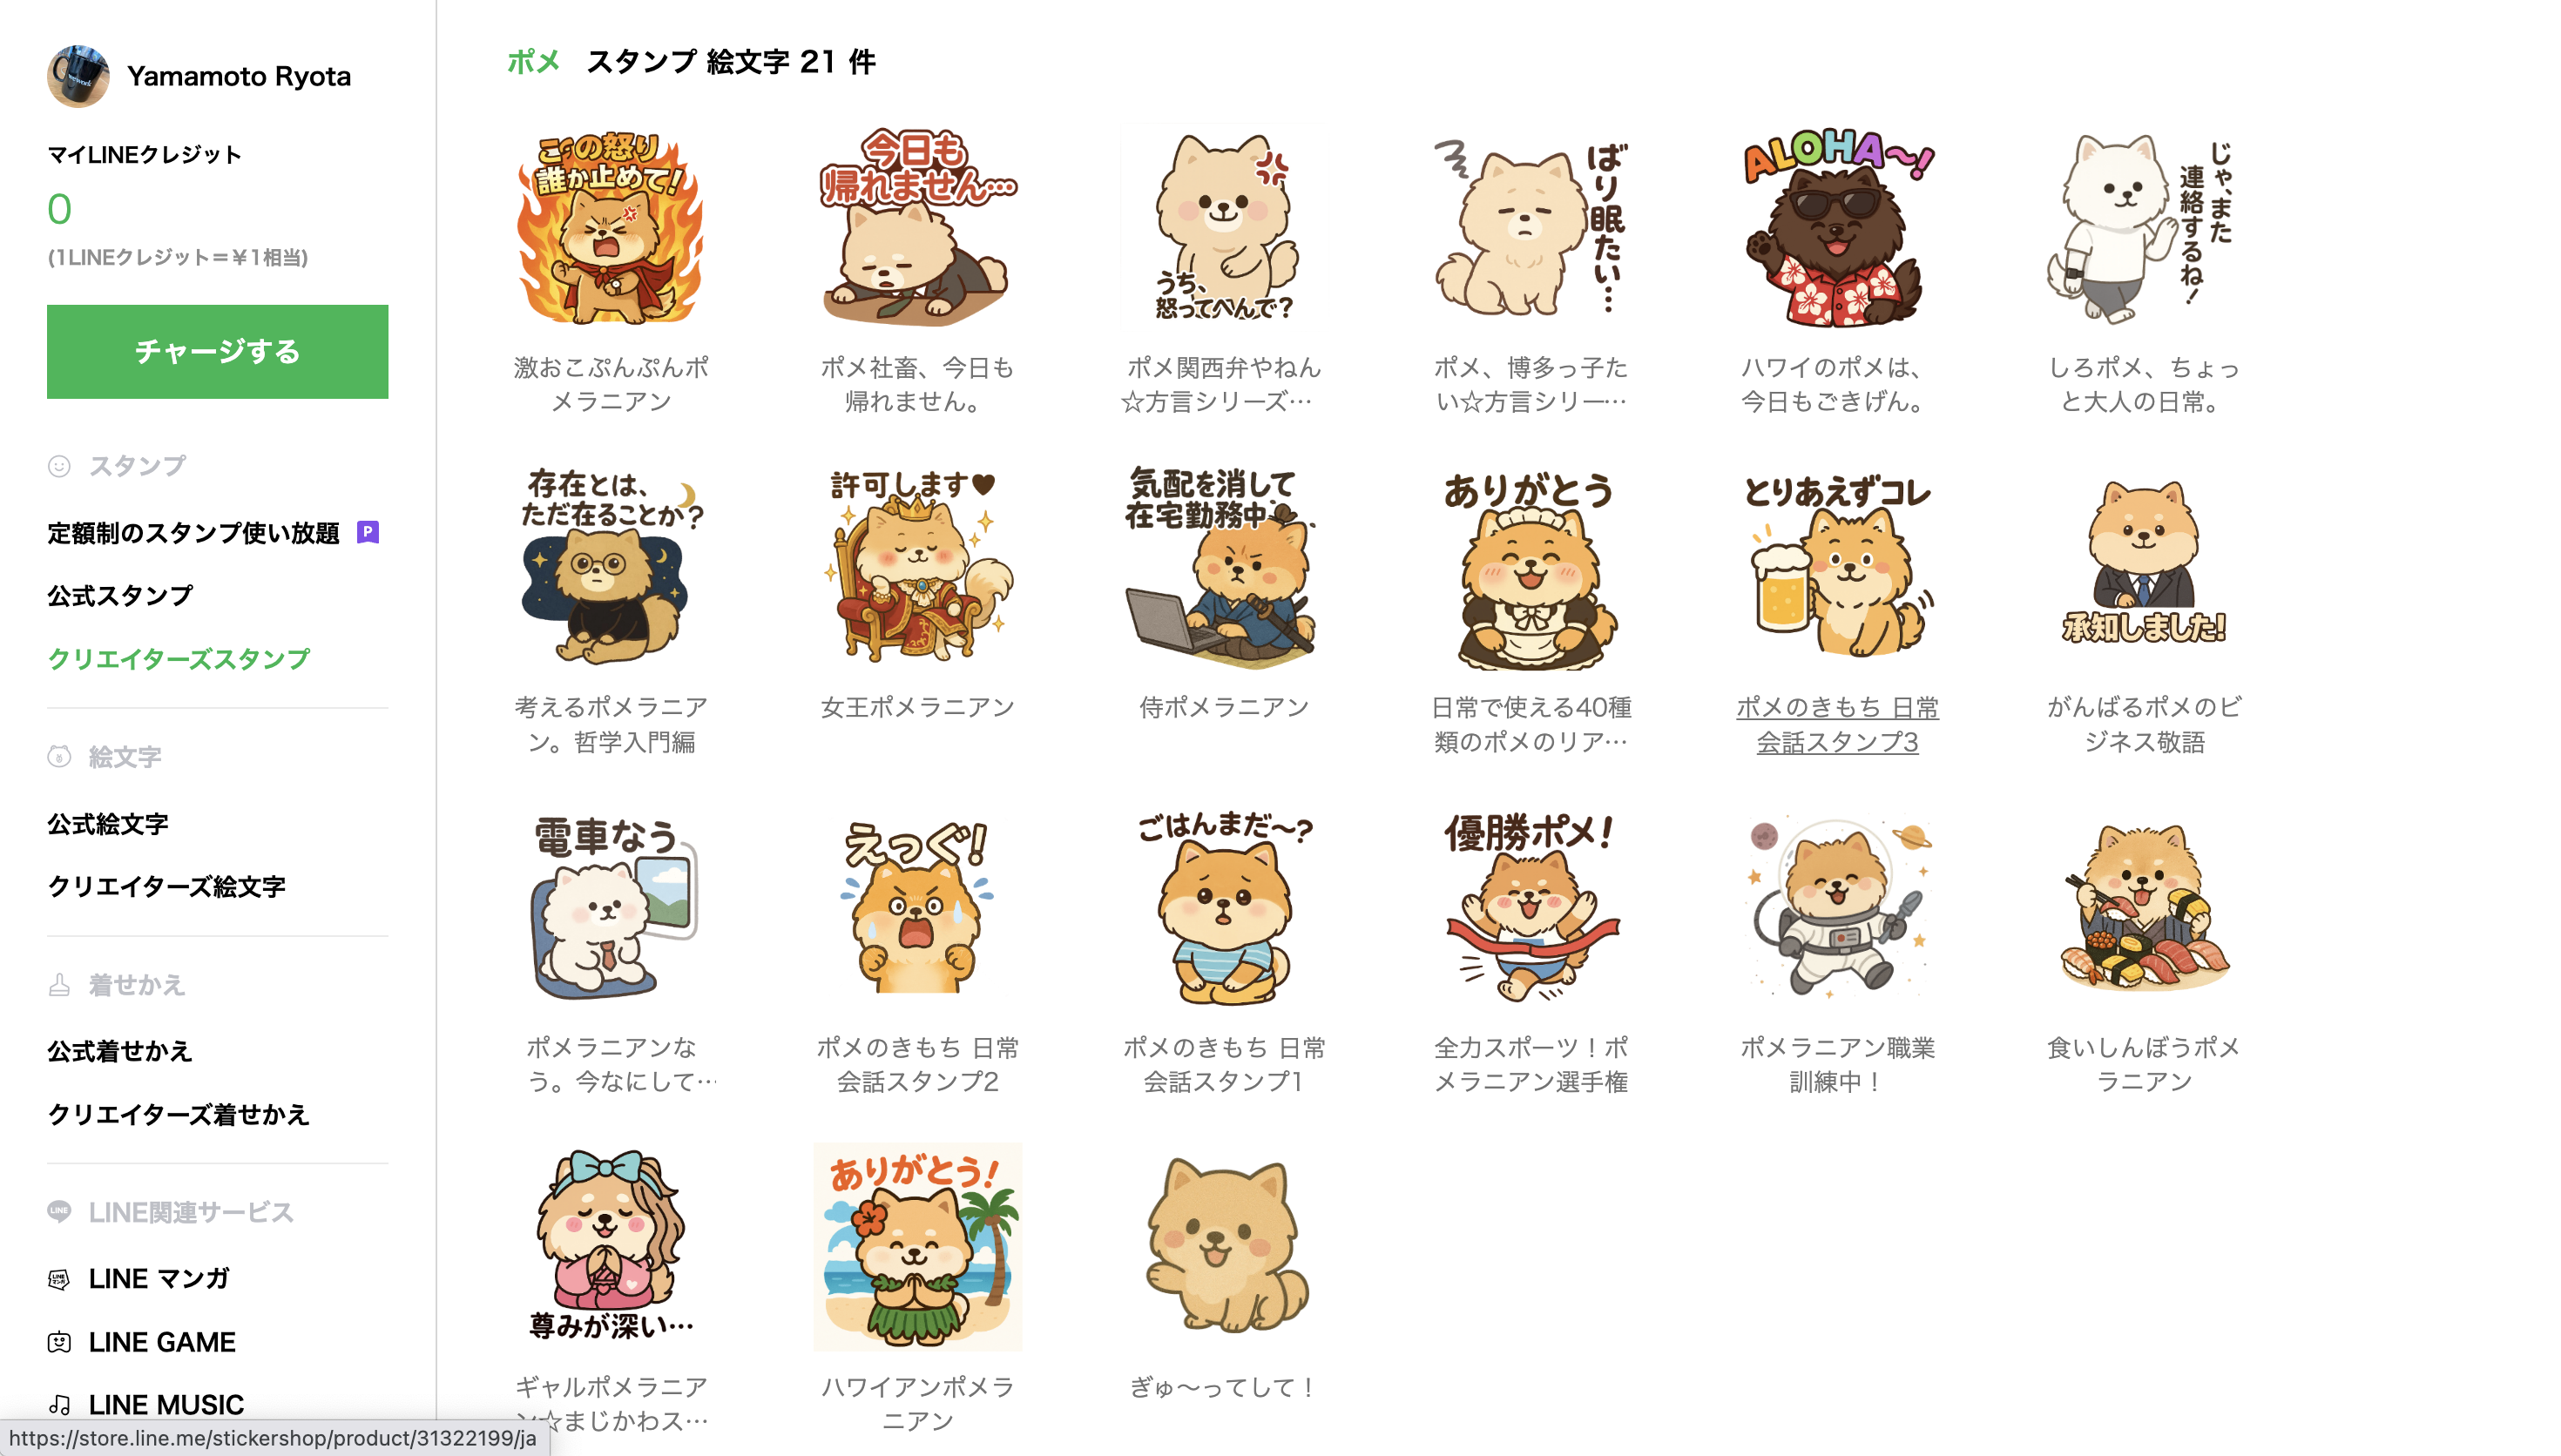 Yamamoto Ryota
マイLINEクレジット
0
(1LINEクレジット＝￥1相当)
チャージする
スタンプ
定額制のスタンプ使い放題 P
公式スタンプ
クリエイターズスタンプ
絵文字
公式絵文字
クリエイターズ絵文字
着せかえ
公式着せかえ
クリエイターズ着せかえ
LINE LINE関連サービス
LINE マンガ
LINE GAME
LINE MUSIC
https://store.line.me/stickershop/product/31322199/ja
ポメ スタンプ 絵文字 21 件
この怒り
誰か止めて!
激おこぷんぷんポ
メラニアン
今日も
帰れません…
ポメ社畜、今日も
帰れません。
うち、
怒ってへんで?
ポメ関西弁やねん
☆方言シリーズ…
ばり眠たい…
ポメ、博多っ子た
い☆方言シリー…
ALOHA〜!
ハワイのポメは、
今日もごきげん。
じゃ、また
連絡するね!
しろポメ、ちょっ
と大人の日常。
存在とは、
ただ在ることか?
考えるポメラニア
ン。哲学入門編
許可します♥
女王ポメラニアン
気配を消して
在宅勤務中...
侍ポメラニアン
ありがとう
日常で使える40種
類のポメのリア…
とりあえずコレ
ポメのきもち 日常
会話スタンプ3
承知しました!
がんばるポメのビ
ジネス敬語
電車なう
ポメラニアンな
う。今なにして…
えっぐ!
ポメのきもち 日常
会話スタンプ2
ごはんまだ〜?
ポメのきもち 日常
会話スタンプ1
優勝ポメ!
全力スポーツ！ポ
メラニアン選手権
ポメラニアン職業
訓練中！
食いしんぼうポメ
ラニアン
尊みが深い…
ギャルポメラニア
ン☆まじかわス…
ありがとう!
ハワイアンポメラ
ニアン
ぎゅ〜ってして！